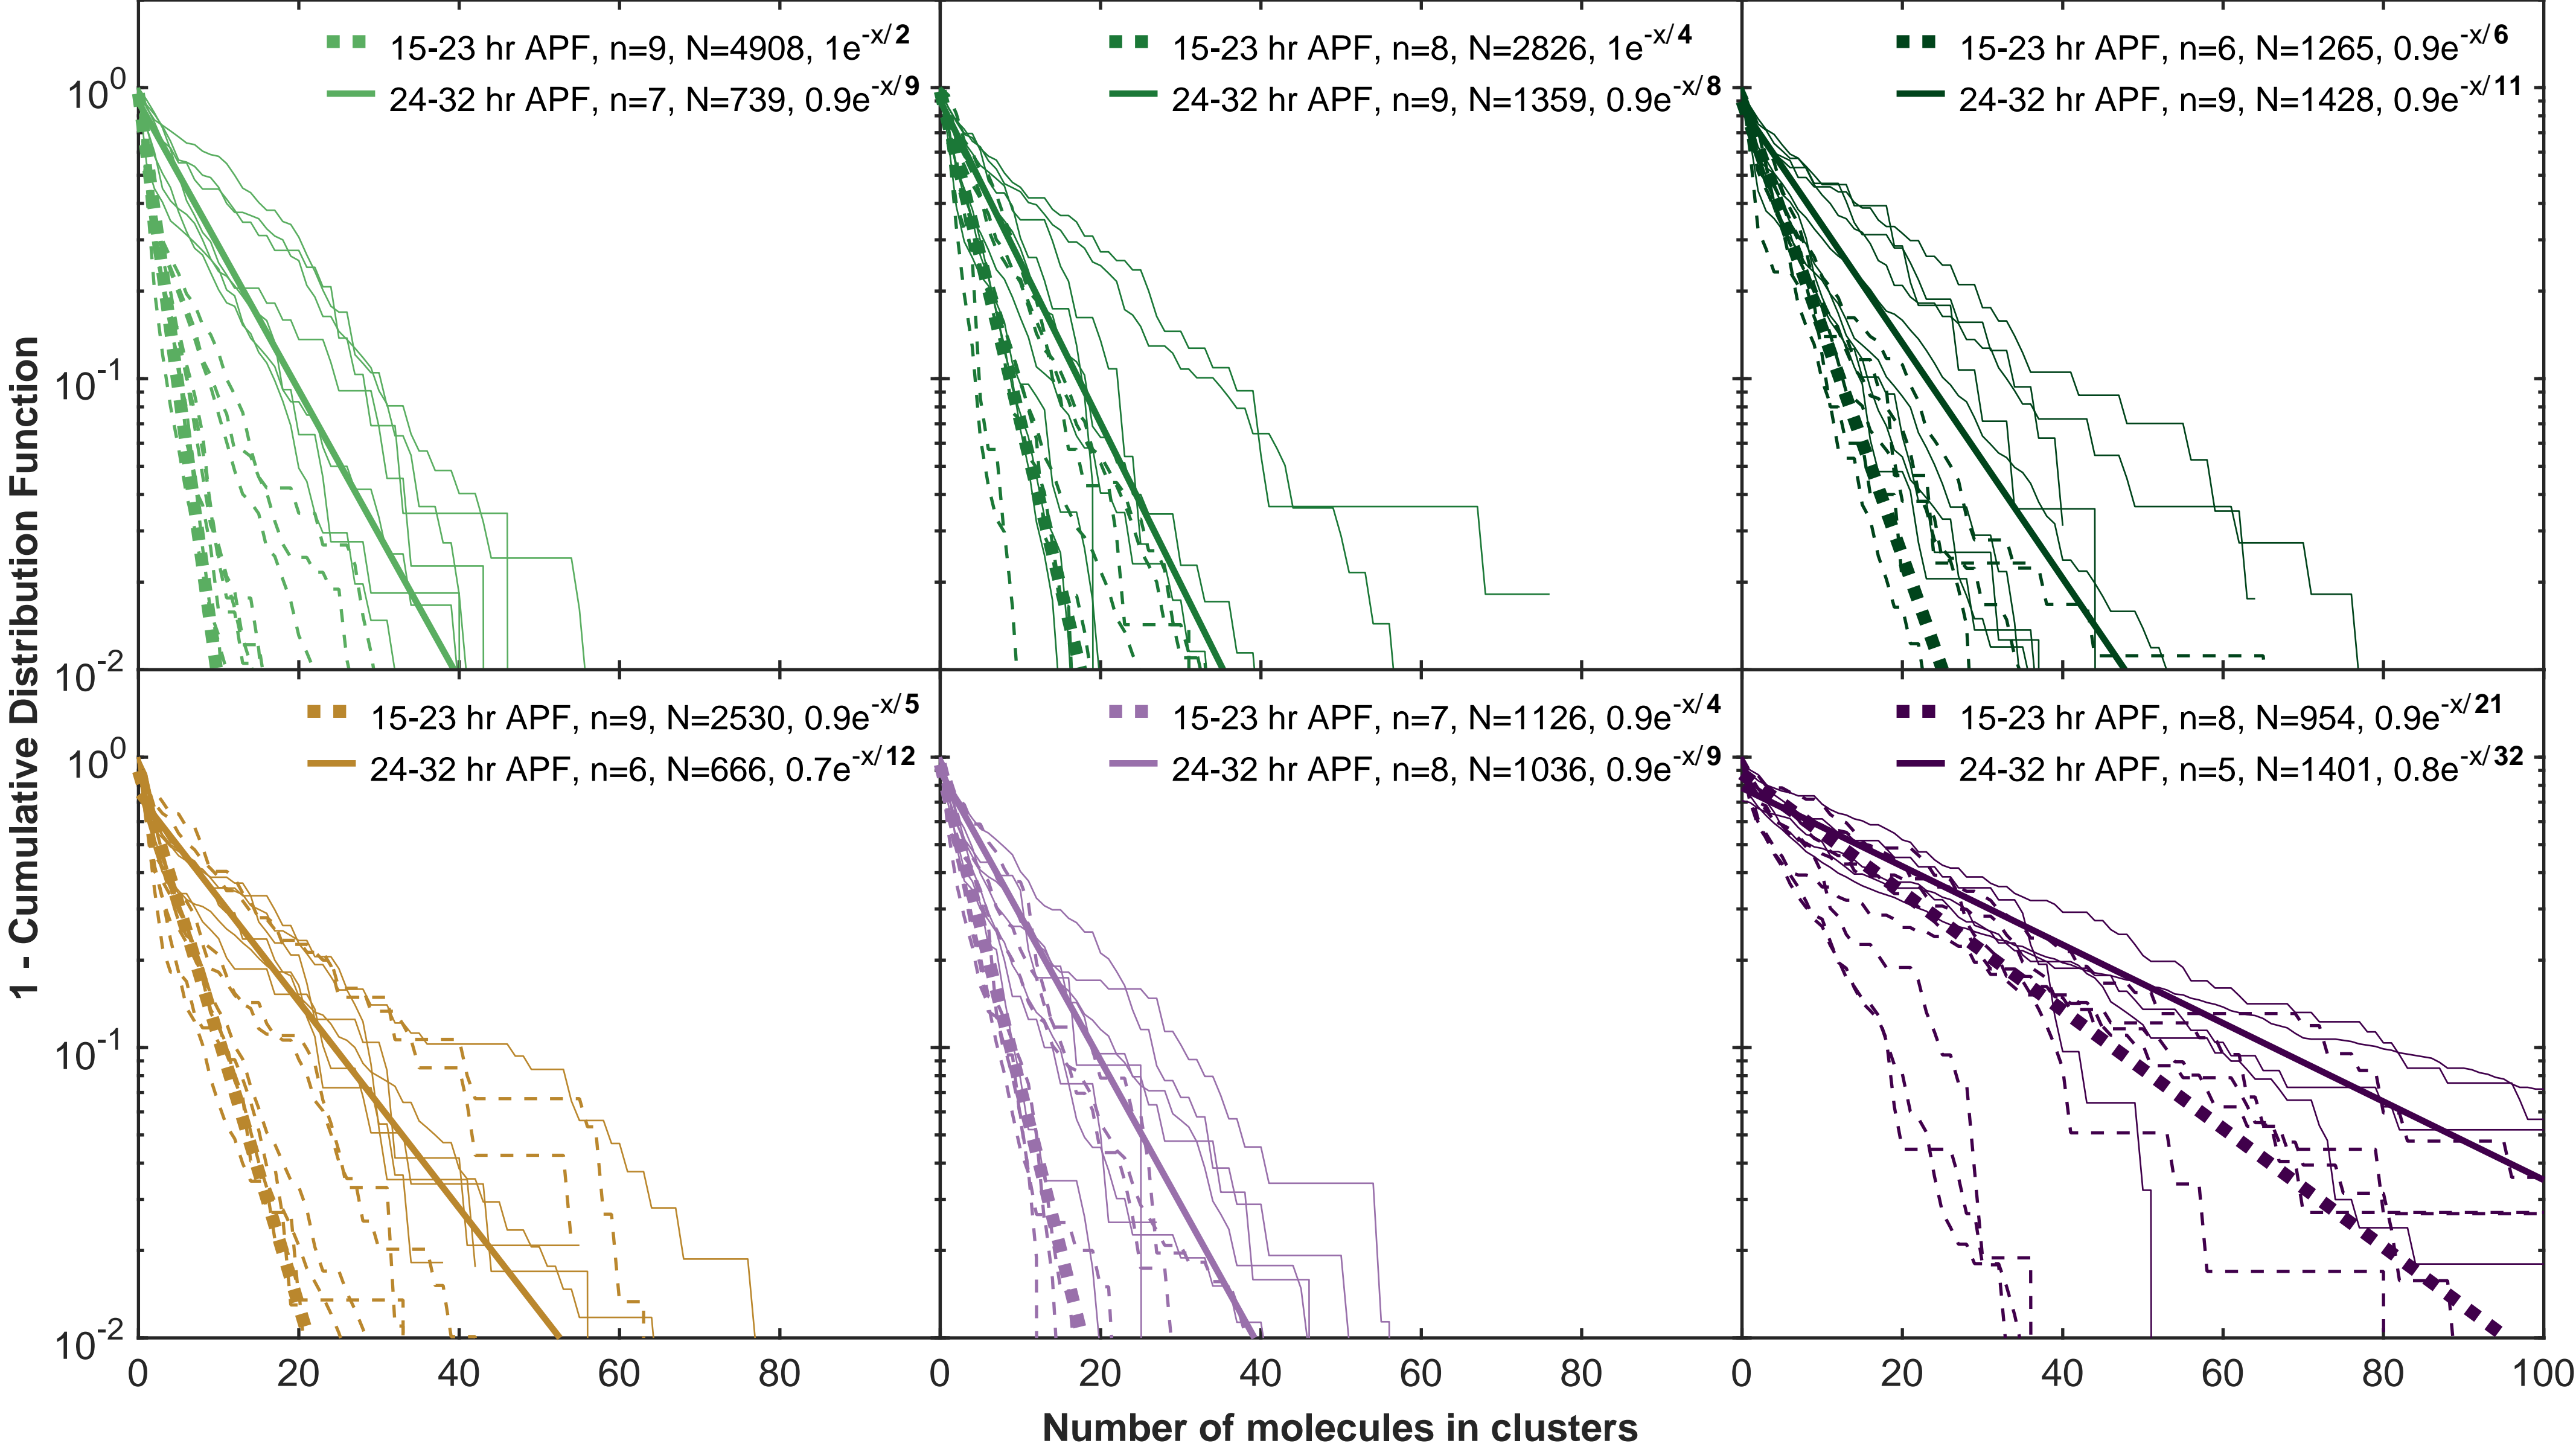 15-23 hr APF, n=9, N=4908, 1e^-x/2
24-32 hr APF, n=7, N=739, 0.9e^-x/9
15-23 hr APF, n=8, N=2826, 1e^-x/4
24-32 hr APF, n=9, N=1359, 0.9e^-x/8
15-23 hr APF, n=6, N=1265, 0.9e^-x/6
24-32 hr APF, n=9, N=1428, 0.9e^-x/11
10^0
10^-1
10^-2
15-23 hr APF, n=9, N=2530, 0.9e^-x/5
24-32 hr APF, n=6, N=666, 0.7e^-x/12
15-23 hr APF, n=7, N=1126, 0.9e^-x/4
24-32 hr APF, n=8, N=1036, 0.9e^-x/9
15-23 hr APF, n=8, N=954, 0.9e^-x/21
24-32 hr APF, n=5, N=1401, 0.8e^-x/32
10^0
10^-1
10^-2
0 20 40 60 80 0 20 40 60 80 0 20 40 60 80 100
1 - Cumulative Distribution Function
Number of molecules in clusters